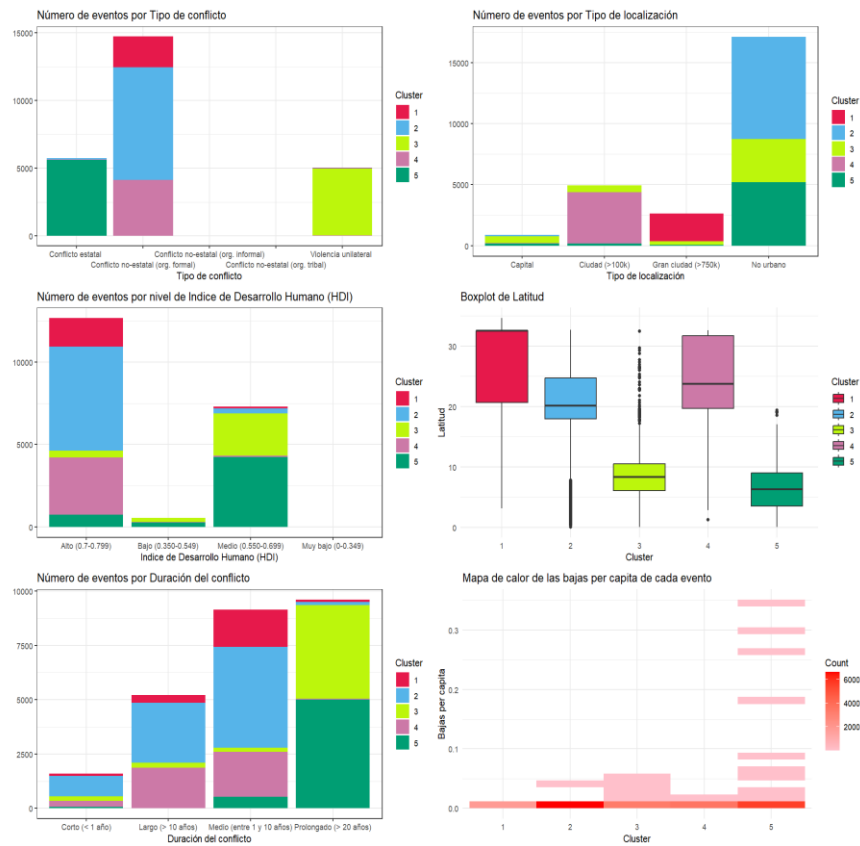 Número de eventos por Tipo de conflicto
15000
10000
5000
0
Conflicto estatal
Conflicto no-estatal (org. formal)
Conflicto no-estatal (org. informal)
Conflicto no-estatal (org. tribal)
Violencia unilateral
Tipo de conflicto
Cluster
1
2
3
4
5
Número de eventos por Tipo de localización
15000
10000
5000
0
Capital
Ciudad (>100k)
Gran ciudad (>750k)
No urbano
Tipo de localización
Cluster
1
2
3
4
5
Número de eventos por nivel de Indice de Desarrollo Humano (HDI)
10000
5000
0
Alto (0.7-0.799)
Bajo (0.350-0.549)
Medio (0.550-0.699)
Muy bajo (0-0.349)
Indice de Desarrollo Humano (HDI)
Cluster
1
2
3
4
5
Boxplot de Latitud
Latitud
30
20
10
0
1
2
3
4
5
Cluster
Cluster
1
2
3
4
5
Número de eventos por Duración del conflicto
10000
7500
5000
2500
0
Corto (< 1 año)
Largo (> 10 años)
Medio (entre 1 y 10 años)
Prolongado (> 20 años)
Duración del conflicto
Cluster
1
2
3
4
5
Mapa de calor de las bajas per capita de cada evento
Bajas per capita
0.3
0.2
0.1
0.0
1
2
3
4
5
Cluster
Count
6000
4000
2000